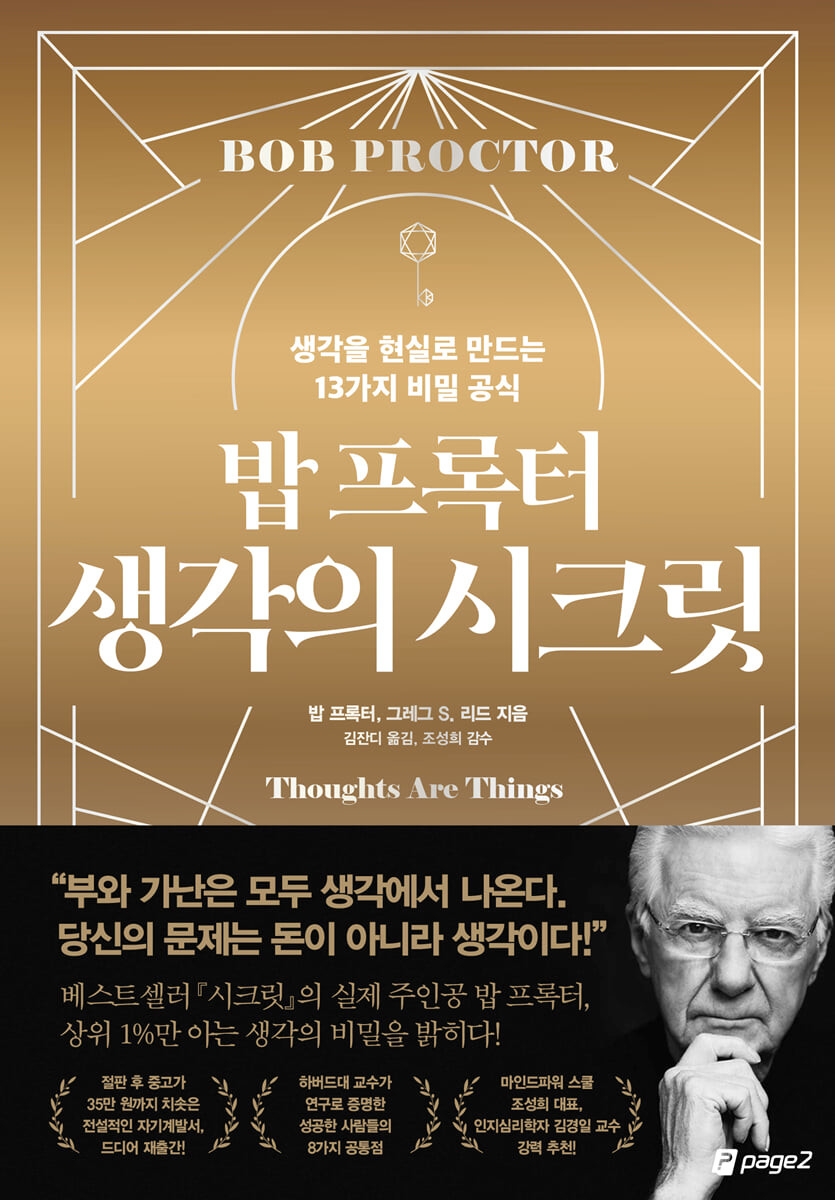 BOB PROCTOR
생각을 현실로 만드는
13가지 비밀 공식
밥 프록터
생각의 시크릿
밥 프록터, 그레그 S. 리드 지음
김잔디 옮김, 조성희 감수
Thoughts Are Things
“부와 가난은 모두 생각에서 나온다.
당신의 문제는 돈이 아니라 생각이다!”
베스트셀러 『시크릿』의 실제 주인공 밥 프록터,
상위 1%만 아는 생각의 비밀을 밝히다!
절판 후 중고가
35만 원까지 치솟은
전설적인 자기계발서,
드디어 재출간!
하버드대 교수가
연구로 증명한
성공한 사람들의
8가지 공통점
마인드파워 스쿨
조성희 대표,
인지심리학자 김경일 교수
강력 추천!
page2